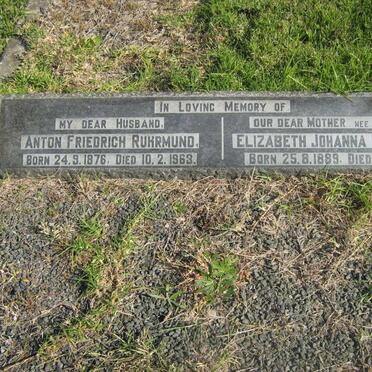 IN LOVING MEMORY OF
MY DEAR HUSBAND,
ANTON FRIEDRICH RUHRMUND.
BORN 24.9.1876. DIED 10.2.1963.
OUR DEAR MOTHER NEE
ELIZABETH JOHANNA
BORN 25.8.1889. DIED